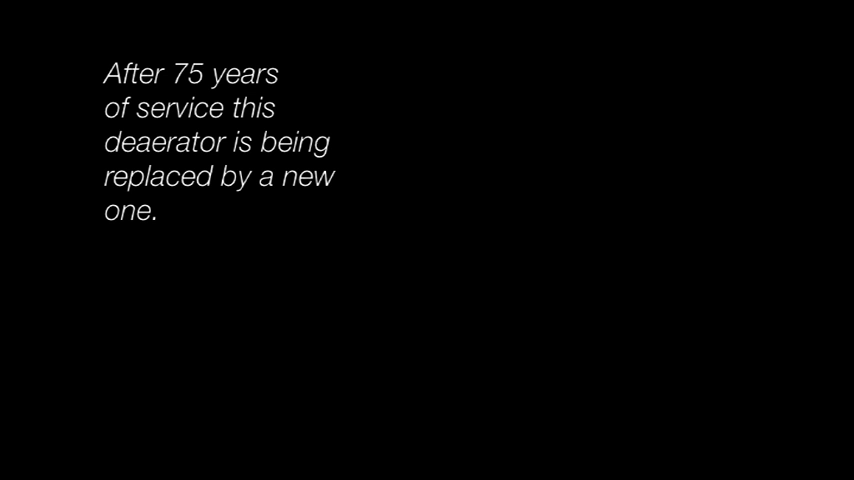 After 75 years
of service this
deaerator is being
replaced by a new
one.